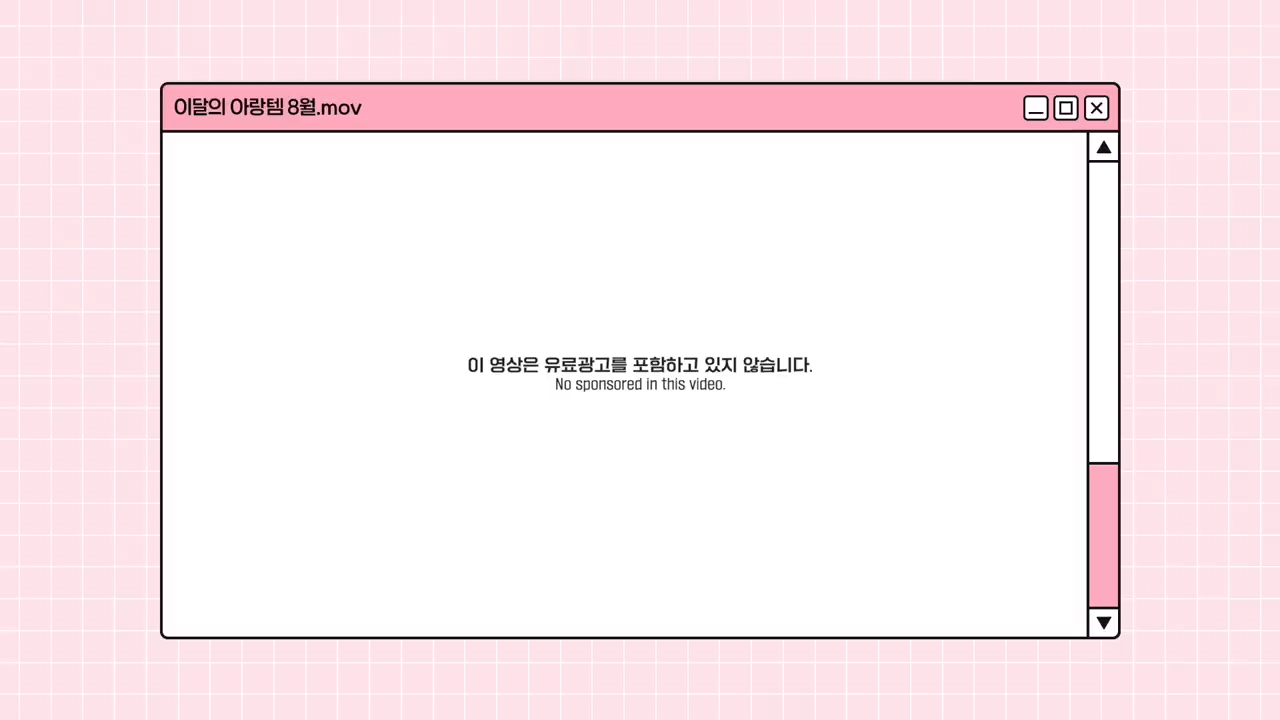 이달의 아랑템 8월.mov
이 영상은 유료광고를 포함하고 있지 않습니다.
No sponsored in this video.